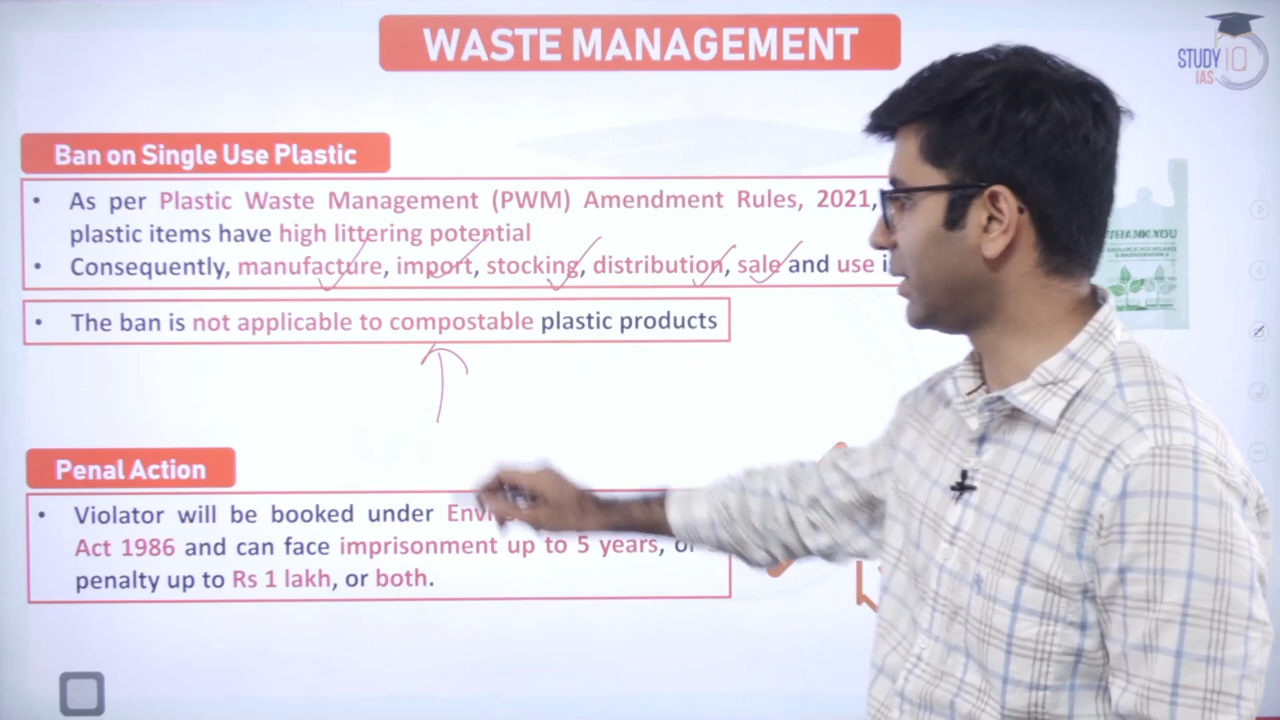 WASTE MANAGEMENT
STUDY IQ
IAS
Ban on Single Use Plastic
• As per Plastic Waste Management (PWM) Amendment Rules, 2021,
plastic items have high littering potential
• Consequently, manufacture, import, stocking, distribution, sale and use
THANK YOU
• The ban is not applicable to compostable plastic products
Penal Action
• Violator will be booked under
Act 1986 and can face imprisonment up to 5 years, or
penalty up to Rs 1 lakh, or both.